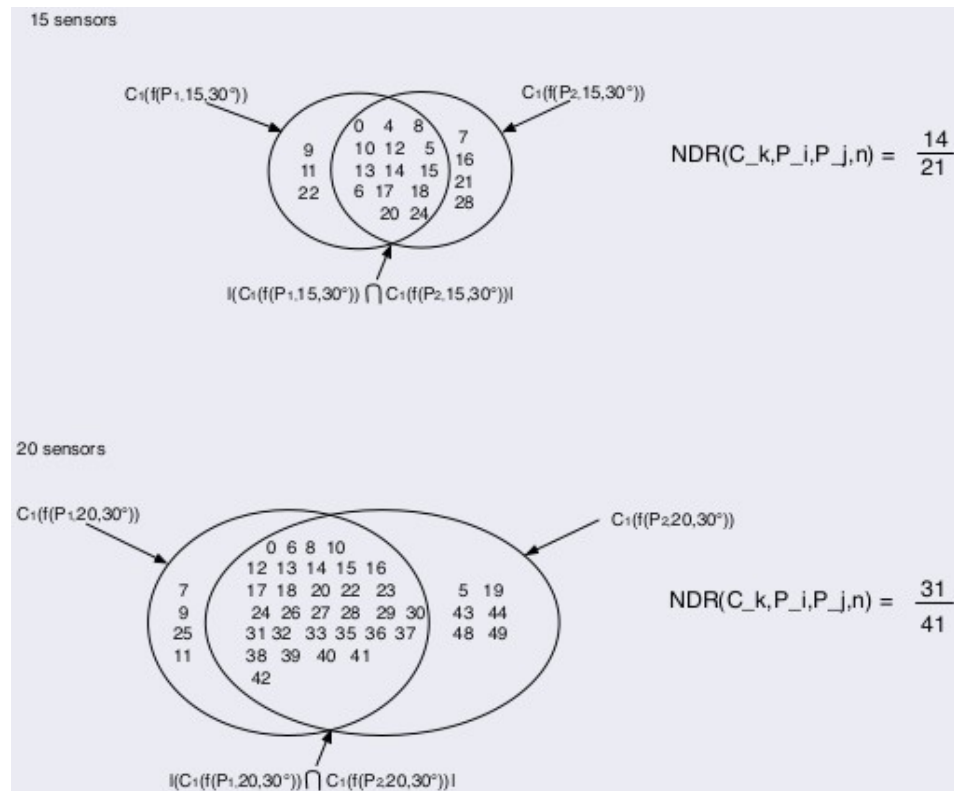 15 sensors
C₁(f(P₁,15,30°))
C₁(f(P₂,15,30°))
0 4 8
10 12 5
13 14 15
6 17 18
20 24
9
11
22
7
16
21
28
NDR(C_k,P_i,P_j,n) = 14/21
|(C₁(f(P₁,15,30°)) ⋂ C₁(f(P₂,15,30°))|
20 sensors
C₁(f(P₁,20,30°))
C₁(f(P₂,20,30°))
0 6 8 10
12 13 14 15 16
17 18 20 22 23
24 26 27 28 29 30
31 32 33 35 36 37
38 39 40 41
42
7
9
25
11
5 19
43 44
48 49
NDR(C_k,P_i,P_j,n) = 31/41
|(C₁(f(P₁,20,30°)) ⋂ C₁(f(P₂,20,30°))|